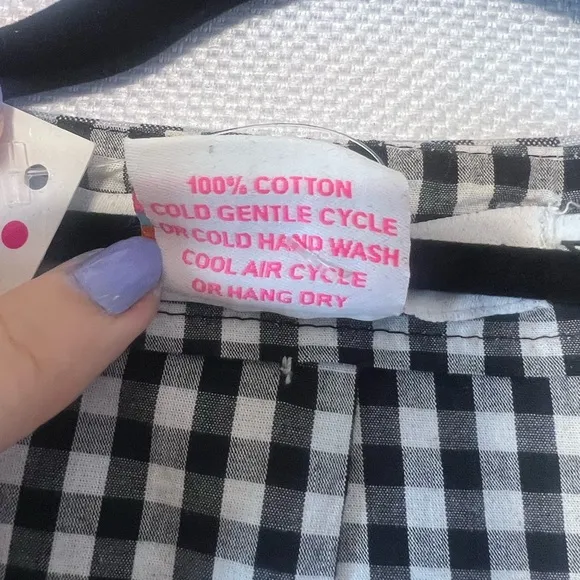 100% COTTON
COLD GENTLE CYCLE
OR COLD HAND WASH
COOL AIR CYCLE
OR HANG DRY